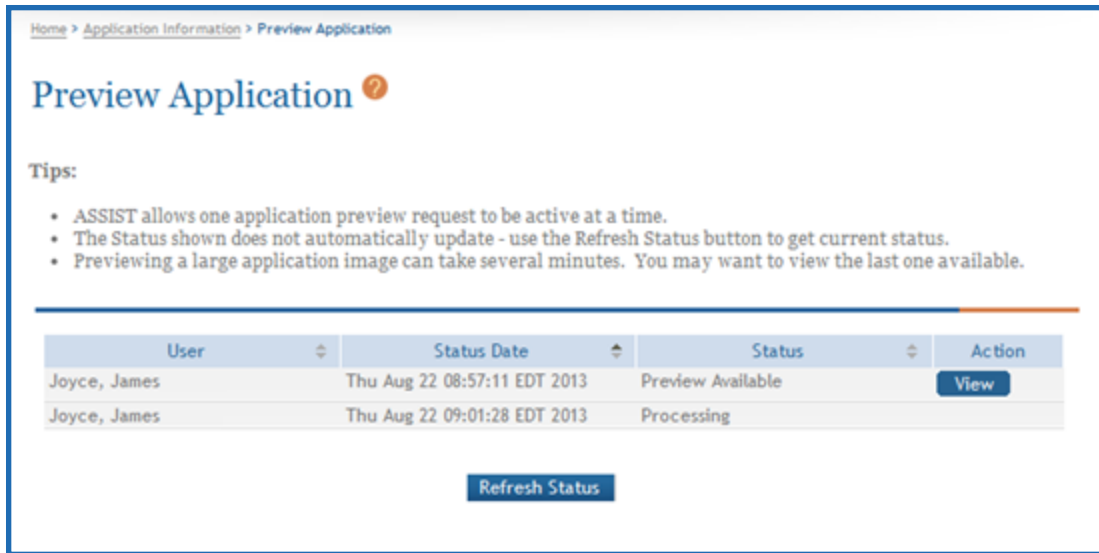 Home > Application Information > Preview Application
Preview Application ?
Tips:
• ASSIST allows one application preview request to be active at a time.
• The Status shown does not automatically update - use the Refresh Status button to get current status.
• Previewing a large application image can take several minutes.  You may want to view the last one available.
User Status Date Status Action
Joyce, James Thu Aug 22 08:57:11 EDT 2013 Preview Available View
Joyce, James Thu Aug 22 09:01:28 EDT 2013 Processing
Refresh Status